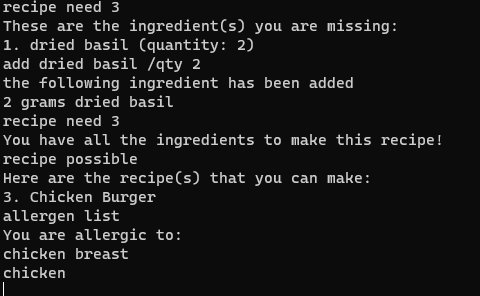 recipe need 3
These are the ingredient(s) you are missing:
1. dried basil (quantity: 2)
add dried basil /qty 2
the following ingredient has been added
2 grams dried basil
recipe need 3
You have all the ingredients to make this recipe!
recipe possible
Here are the recipe(s) that you can make:
3. Chicken Burger
allergen list
You are allergic to:
chicken breast
chicken